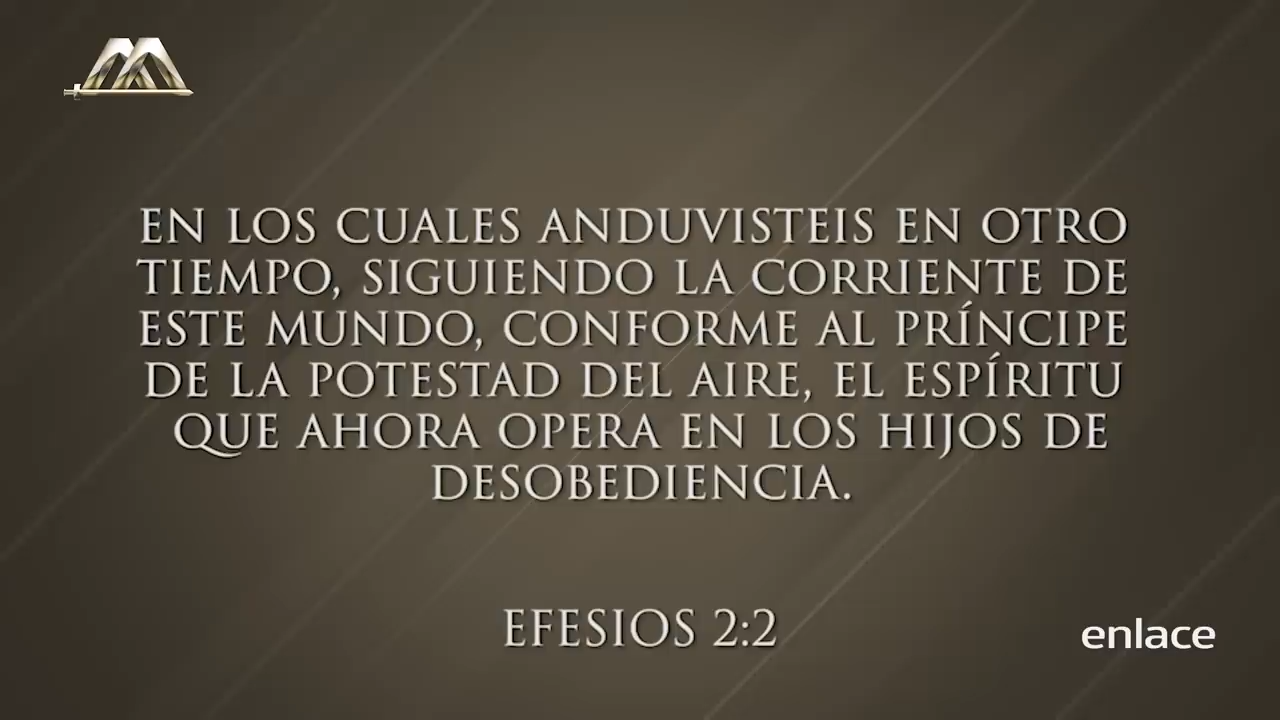 EN LOS CUALES ANDUVISTEIS EN OTRO
TIEMPO, SIGUIENDO LA CORRIENTE DE
ESTE MUNDO, CONFORME AL PRÍNCIPE
DE LA POTESTAD DEL AIRE, EL ESPÍRITU
QUE AHORA OPERA EN LOS HIJOS DE
DESOBEDIENCIA.
EFESIOS 2:2
enlace